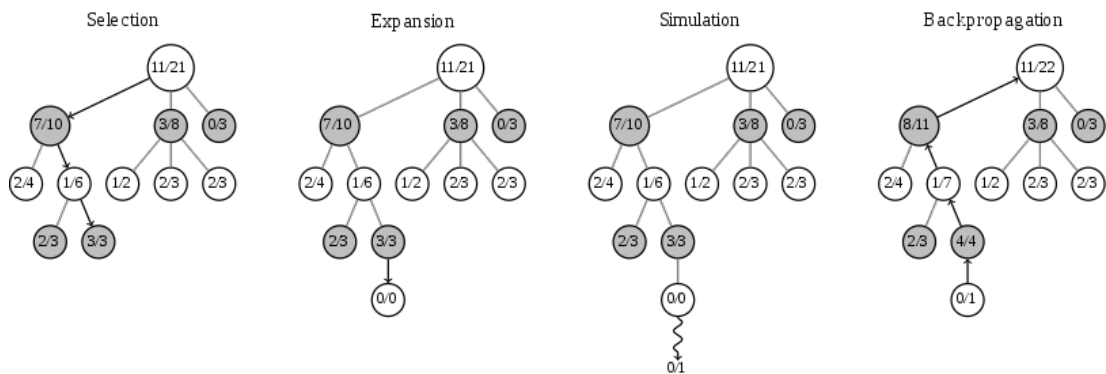 Selection
11/21
7/10 3/8 0/3
2/4 1/6 1/2 2/3 2/3
2/3 3/3
Expansion
11/21
7/10 3/8 0/3
2/4 1/6 1/2 2/3 2/3
2/3 3/3
0/0
Simulation
11/21
7/10 3/8 0/3
2/4 1/6 1/2 2/3 2/3
2/3 3/3
0/0
0/1
Backpropagation
11/22
8/11 3/8 0/3
2/4 1/7 1/2 2/3 2/3
2/3 4/4
0/1